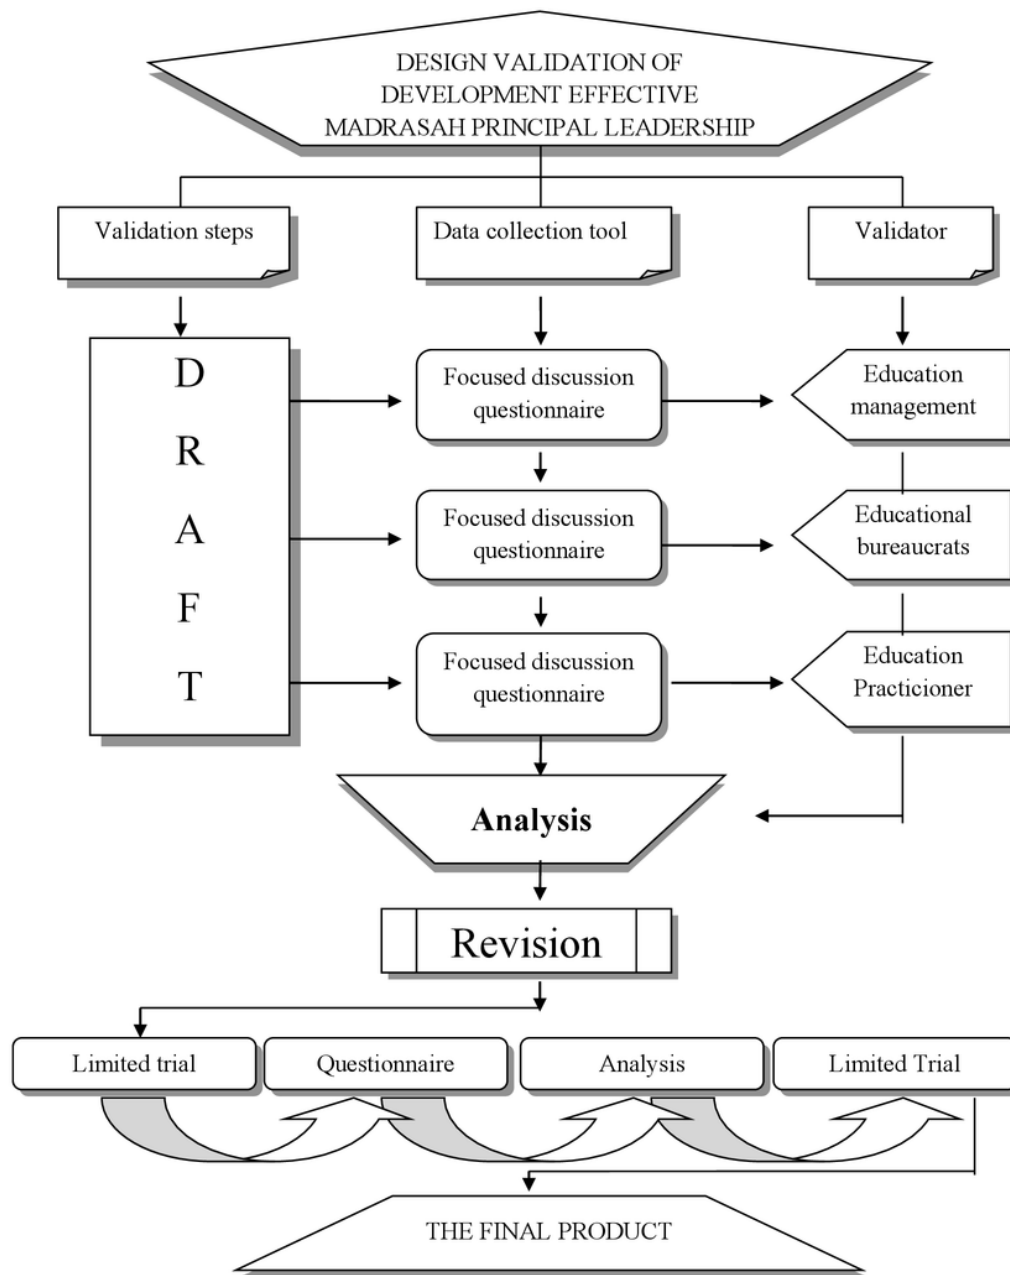 DESIGN VALIDATION OF
DEVELOPMENT EFFECTIVE
MADRASAH PRINCIPAL LEADERSHIP
Validation steps
Data collection tool
Validator
D
R
A
F
T
Focused discussion
questionnaire
Education
management
Focused discussion
questionnaire
Educational
bureaucrats
Focused discussion
questionnaire
Education
Practicioner
Analysis
Revision
Limited trial
Questionnaire
Analysis
Limited Trial
THE FINAL PRODUCT